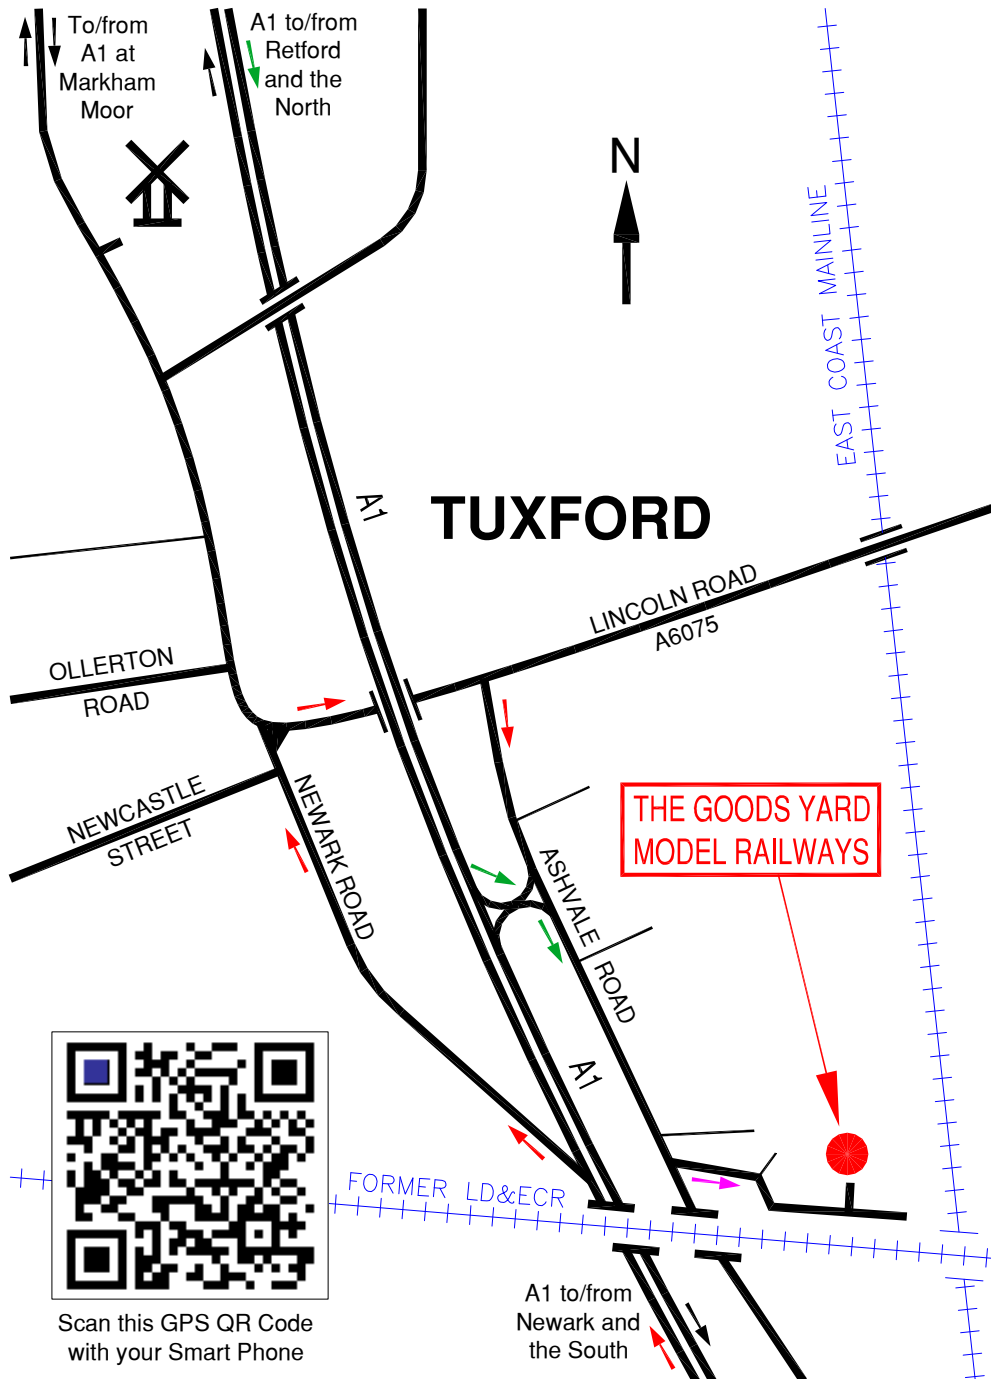 To/from
A1 at
Markham
Moor
A1 to/from
Retford
and the
North
N
EAST COAST MAINLINE
A1
TUXFORD
LINCOLN ROAD
A6075
OLLERTON
ROAD
NEWCASTLE
STREET
NEWARK ROAD
THE GOODS YARD
MODEL RAILWAYS
ASHVALE ROAD
A1
FORMER LD&ECR
A1 to/from
Newark and
the South
Scan this GPS QR Code
with your Smart Phone